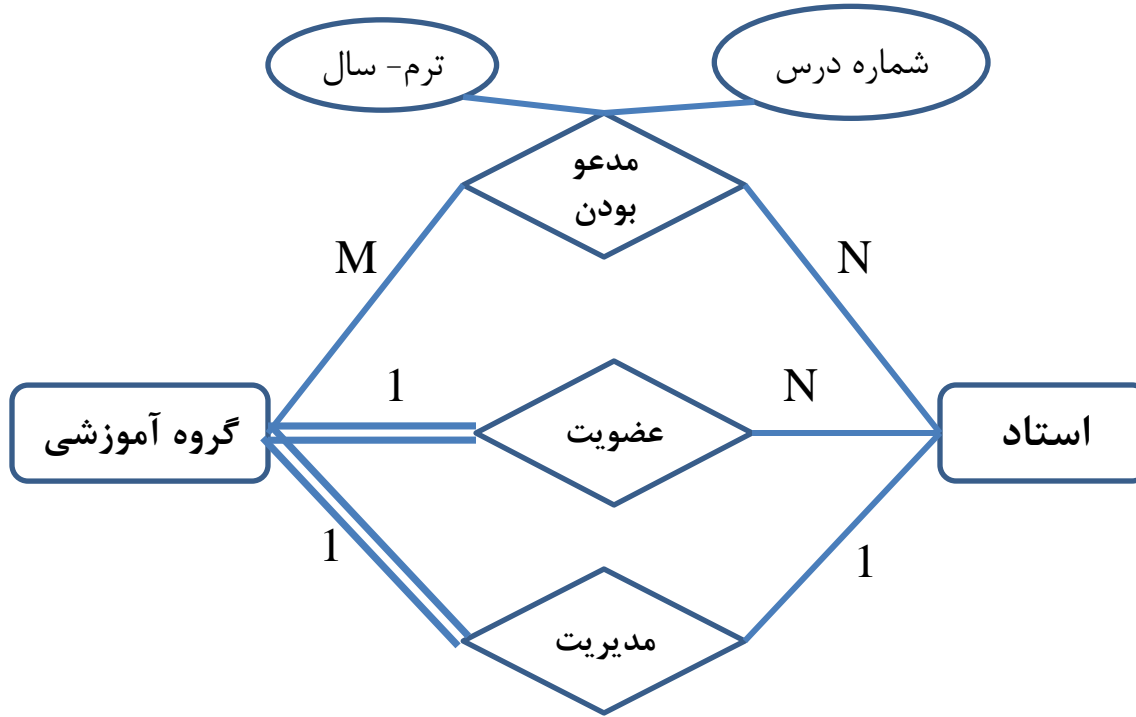 شماره درس
ترم- سال
مدعو
بودن
M
N
1
N
گروه آموزشی
عضویت
استاد
1
1
مدیریت